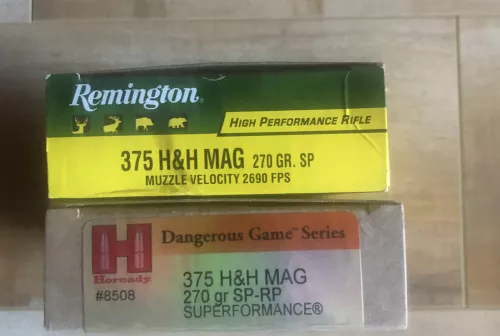 Remington
HIGH PERFORMANCE RIFLE
375 H&H MAG 270 GR. SP
MUZZLE VELOCITY 2690 FPS
Dangerous Game™ Series
Hornady
#8508
375 H&H MAG
270 gr SP-RP
SUPERFORMANCE®